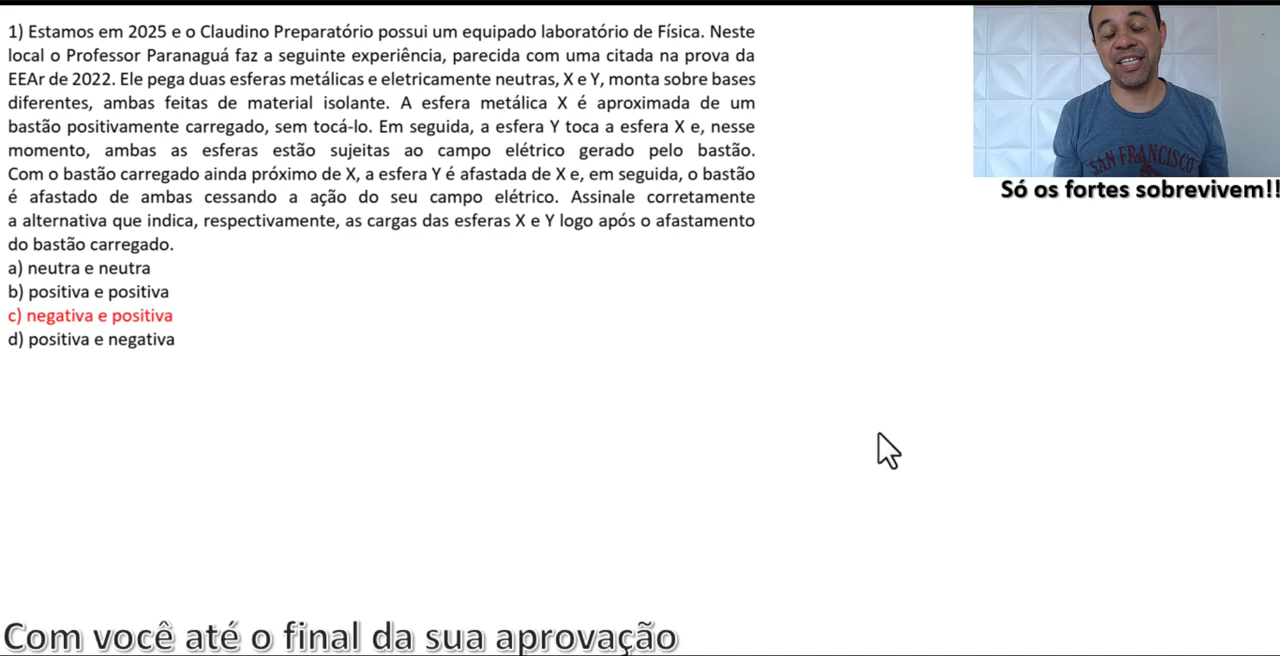 1) Estamos em 2025 e o Claudino Preparatório possui um equipado laboratório de Física. Neste
local o Professor Paranaguá faz a seguinte experiência, parecida com uma citada na prova da
EEAr de 2022. Ele pega duas esferas metálicas e eletricamente neutras, X e Y, monta sobre bases
diferentes, ambas feitas de material isolante. A esfera metálica X é aproximada de um
bastão positivamente carregado, sem tocá-lo. Em seguida, a esfera Y toca a esfera X e, nesse
momento, ambas as esferas estão sujeitas ao campo elétrico gerado pelo bastão.
Com o bastão carregado ainda próximo de X, a esfera Y é afastada de X e, em seguida, o bastão
é afastado de ambas cessando a ação do seu campo elétrico. Assinale corretamente
a alternativa que indica, respectivamente, as cargas das esferas X e Y logo após o afastamento
do bastão carregado.
a) neutra e neutra
b) positiva e positiva
c) negativa e positiva
d) positiva e negativa
SAN FRANCISCO
Só os fortes sobrevivem!!
Com você até o final da sua aprovação